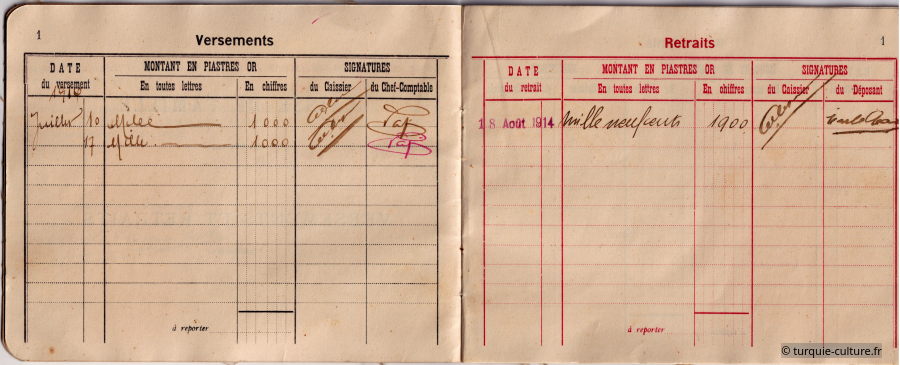 1
Versements
DATE
du versement
MONTANT EN PIASTRES OR
En toutes lettres
En chiffres
SIGNATURES
du Caissier
du Chef-Comptable
Juillet 10 Mille 1000
17 Mille 1.000
à reporter
Retraits
1
DATE
du retrait
MONTANT EN PIASTRES OR
En toutes lettres
En chiffres
SIGNATURES
du Caissier
du Déposant
18 Août 1914 Mille neuf cents 1900
à reporter
© turquie-culture.fr